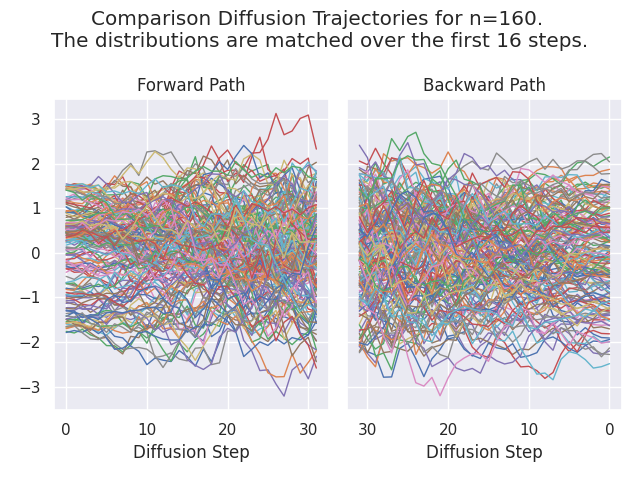 Comparison Diffusion Trajectories for n=160.
The distributions are matched over the first 16 steps.
Forward Path
Backward Path
3
2
1
0
−1
−2
−3
0 10 20 30
30 20 10 0
Diffusion Step
Diffusion Step